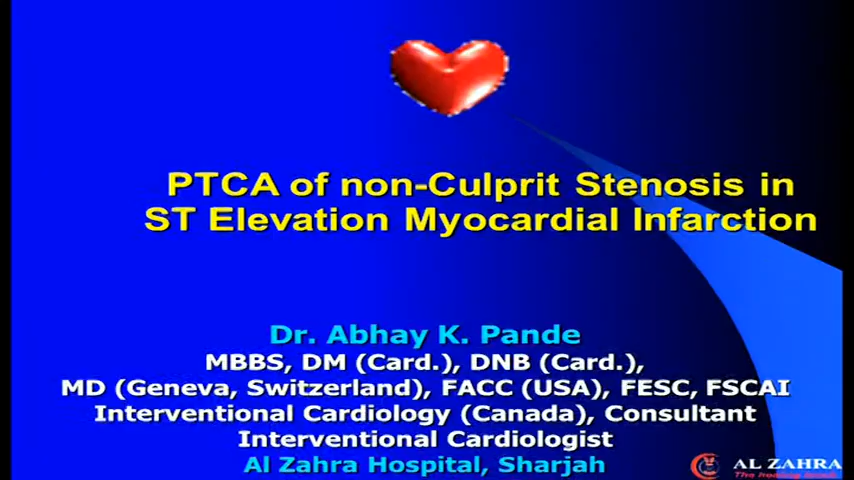 PTCA of non-Culprit Stenosis in
ST Elevation Myocardial Infarction
Dr. Abhay K. Pande
MBBS, DM (Card.), DNB (Card.),
MD (Geneva, Switzerland), FACC (USA), FESC, FSCAI
Interventional Cardiology (Canada), Consultant
Interventional Cardiologist
Al Zahra Hospital, Sharjah
AL ZAHRA